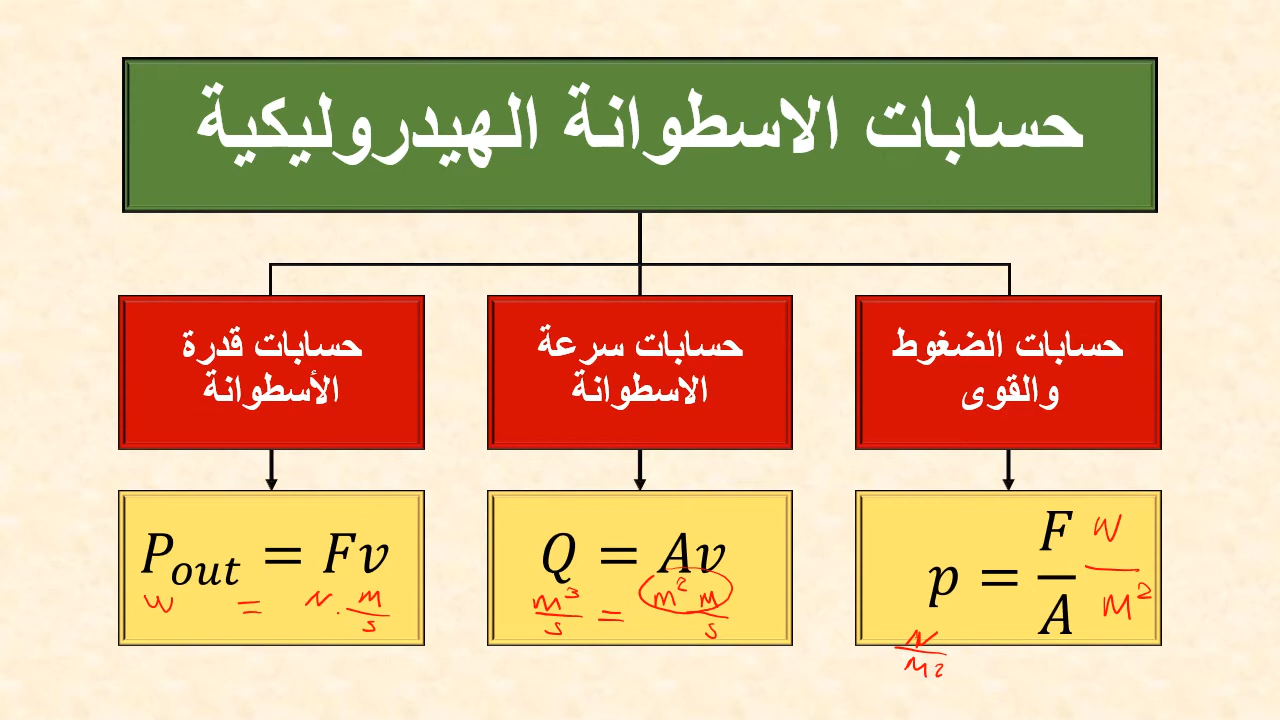 حسابات الاسطوانة الهيدروليكية
حسابات الضغوط
والقوى
p = F/A
N/m²
N/m2
حسابات سرعة
الاسطوانة
Q = Av
m³/s = m² m/s
حسابات قدرة
الأسطوانة
P_out = Fv
W = N. m/s